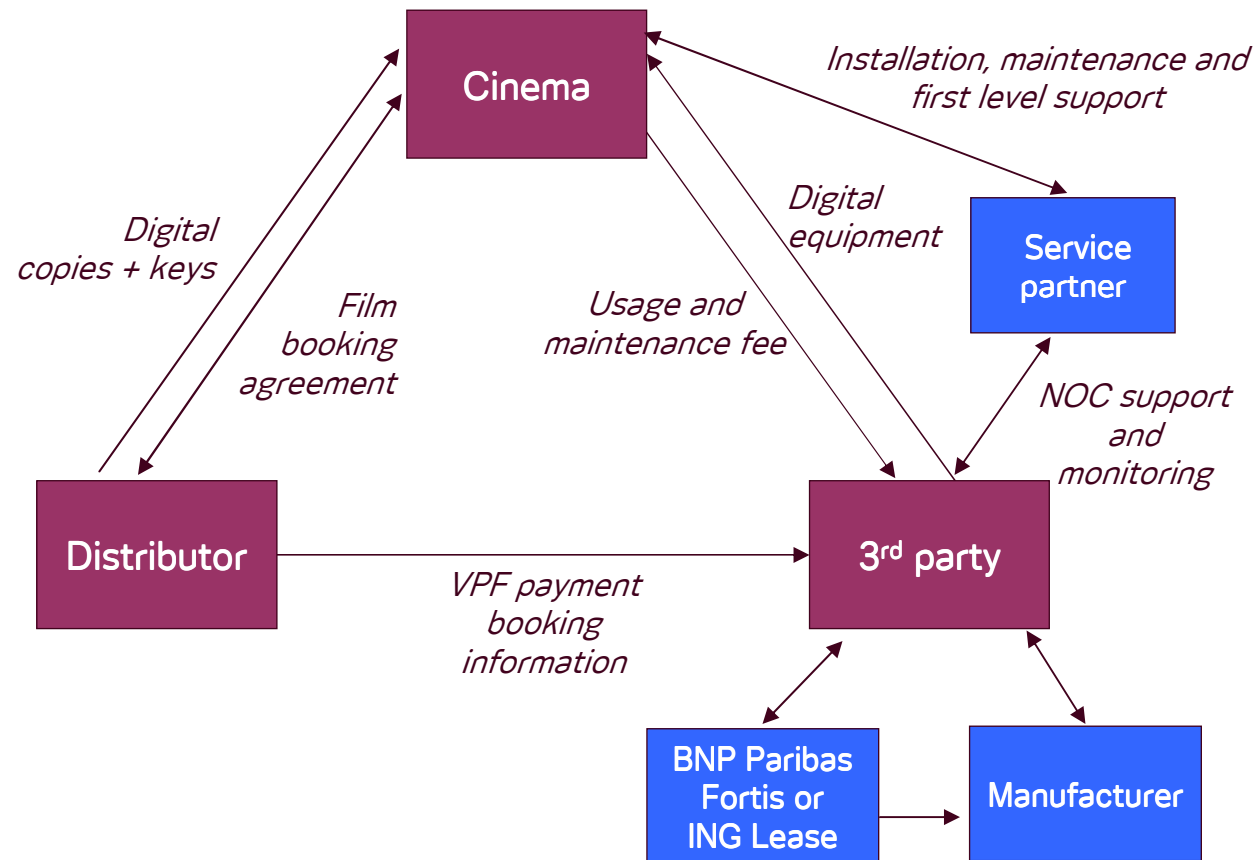 Cinema
Installation, maintenance and
first level support
Digital
copies + keys
Film
booking
agreement
Usage and
maintenance fee
Digital
equipment
Service
partner
NOC support
and
monitoring
Distributor
VPF payment
booking
information
3rd party
BNP Paribas
Fortis or
ING Lease
Manufacturer